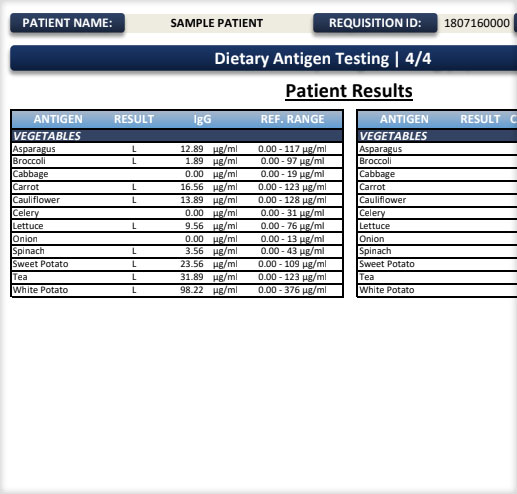 PATIENT NAME: SAMPLE PATIENT REQUISITION ID: 1807160000
Dietary Antigen Testing | 4/4
Patient Results
ANTIGEN RESULT IgG REF. RANGE ANTIGEN RESULT C
VEGETABLES VEGETABLES
Asparagus L 12.89 µg/ml 0.00 - 117 µg/ml Asparagus
Broccoli L 1.89 µg/ml 0.00 - 97 µg/ml Broccoli
Cabbage 0.00 µg/ml 0.00 - 19 µg/ml Cabbage
Carrot L 16.56 µg/ml 0.00 - 123 µg/ml Carrot
Cauliflower L 13.89 µg/ml 0.00 - 128 µg/ml Cauliflower
Celery 0.00 µg/ml 0.00 - 31 µg/ml Celery
Lettuce L 9.56 µg/ml 0.00 - 76 µg/ml Lettuce
Onion 0.00 µg/ml 0.00 - 13 µg/ml Onion
Spinach L 3.56 µg/ml 0.00 - 43 µg/ml Spinach
Sweet Potato L 23.56 µg/ml 0.00 - 109 µg/ml Sweet Potato
Tea L 31.89 µg/ml 0.00 - 123 µg/ml Tea
White Potato L 98.22 µg/ml 0.00 - 376 µg/ml White Potato